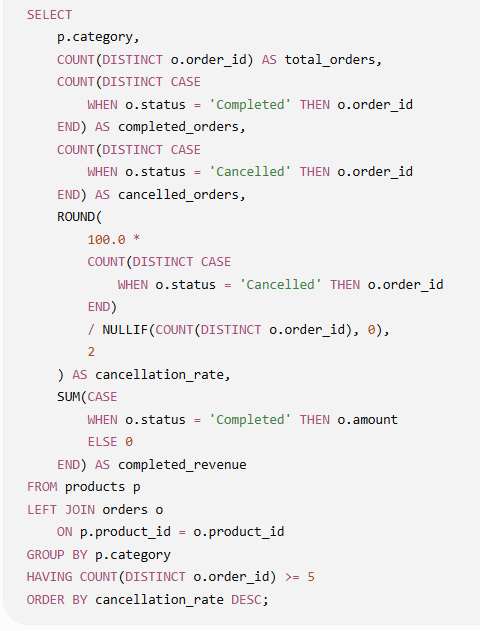 SELECT
    p.category,
    COUNT(DISTINCT o.order_id) AS total_orders,
    COUNT(DISTINCT CASE
        WHEN o.status = 'Completed' THEN o.order_id
    END) AS completed_orders,
    COUNT(DISTINCT CASE
        WHEN o.status = 'Cancelled' THEN o.order_id
    END) AS cancelled_orders,
    ROUND(
        100.0 *
        COUNT(DISTINCT CASE
            WHEN o.status = 'Cancelled' THEN o.order_id
        END)
        / NULLIF(COUNT(DISTINCT o.order_id), 0),
        2
    ) AS cancellation_rate,
    SUM(CASE
        WHEN o.status = 'Completed' THEN o.amount
        ELSE 0
    END) AS completed_revenue
FROM products p
LEFT JOIN orders o
    ON p.product_id = o.product_id
GROUP BY p.category
HAVING COUNT(DISTINCT o.order_id) >= 5
ORDER BY cancellation_rate DESC;